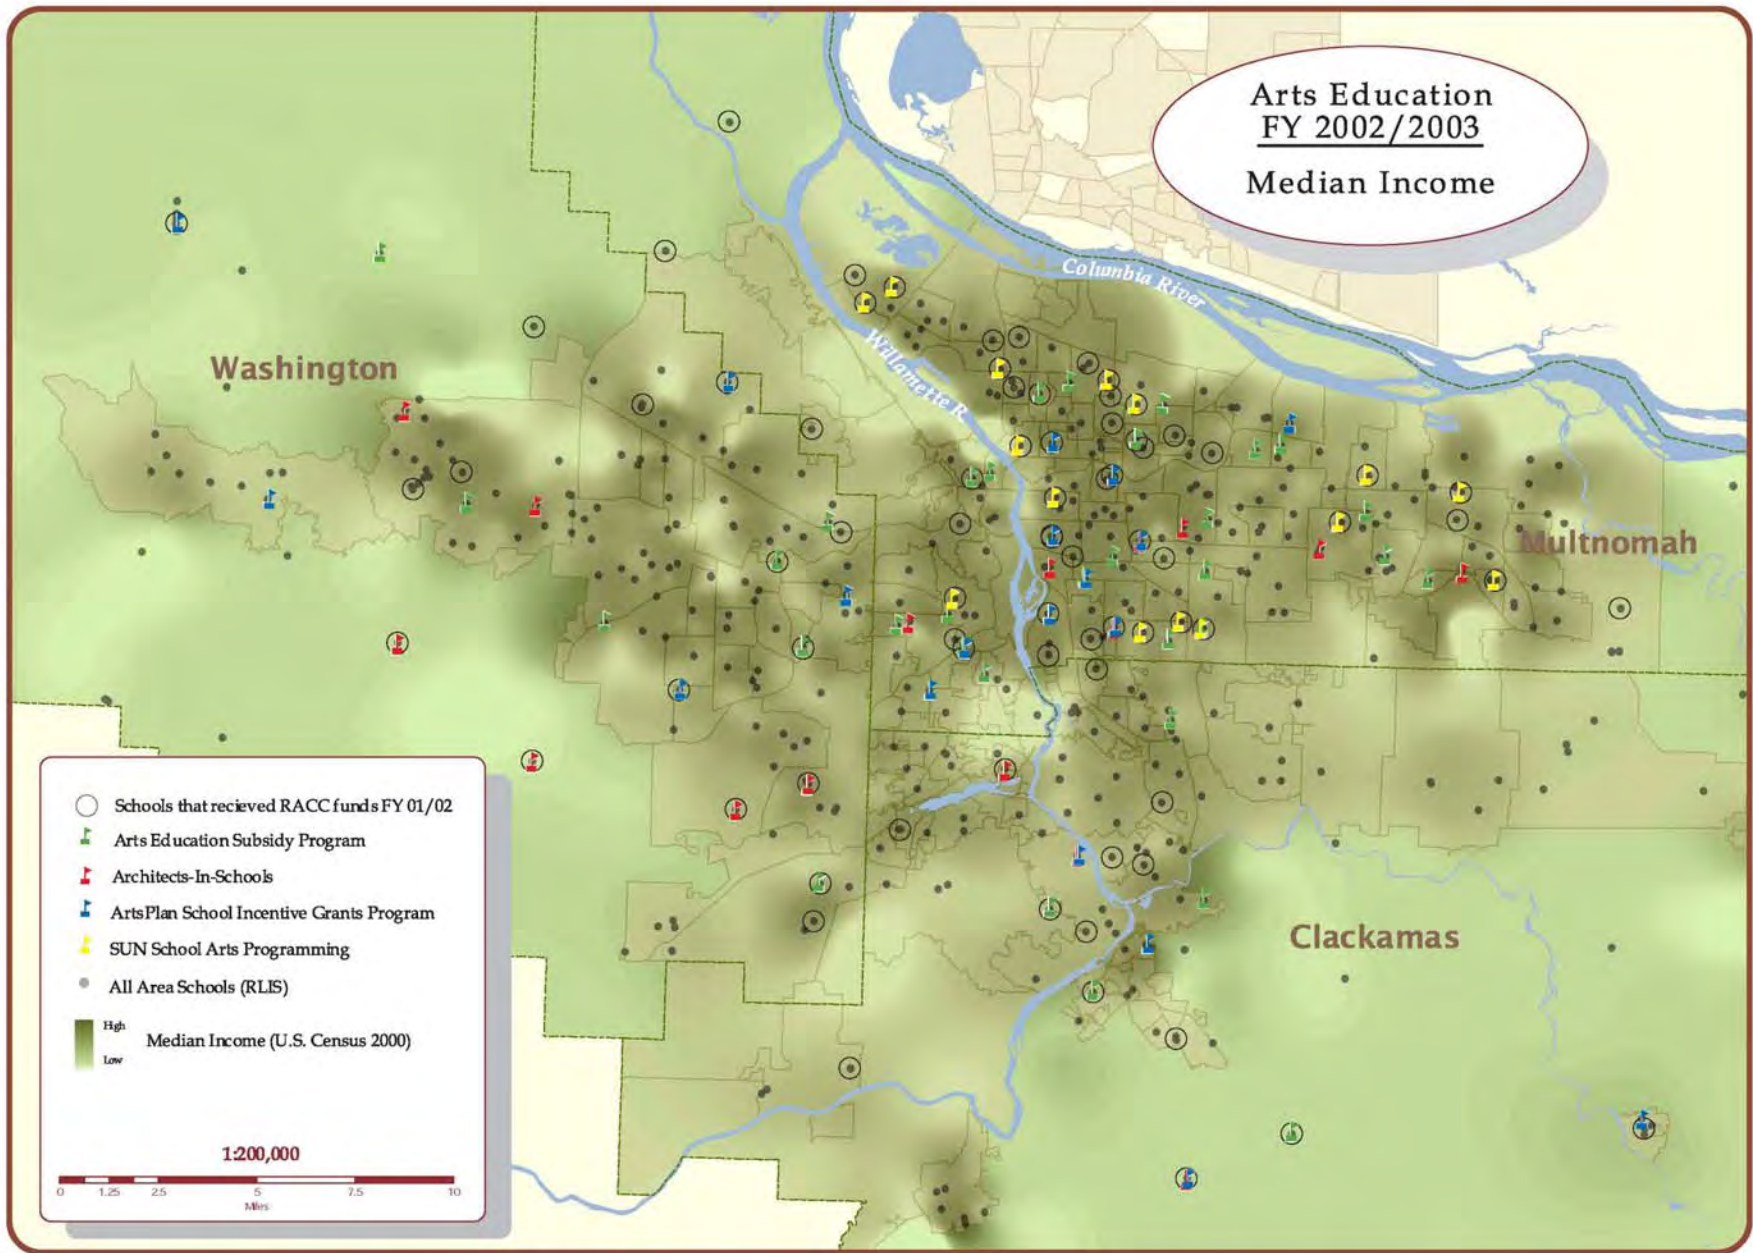 Arts Education
FY 2002/2003
Median Income
Columbia River
Willamette R.
Washington
Multnomah
Clackamas
Schools that recieved RACC funds FY 01/02
Arts Education Subsidy Program
Architects-In-Schools
ArtsPlan School Incentive Grants Program
SUN School Arts Programming
All Area Schools (RLIS)
High
Median Income (U.S. Census 2000)
Low
1:200,000
0 1.25 2.5 5 7.5 10
Miles